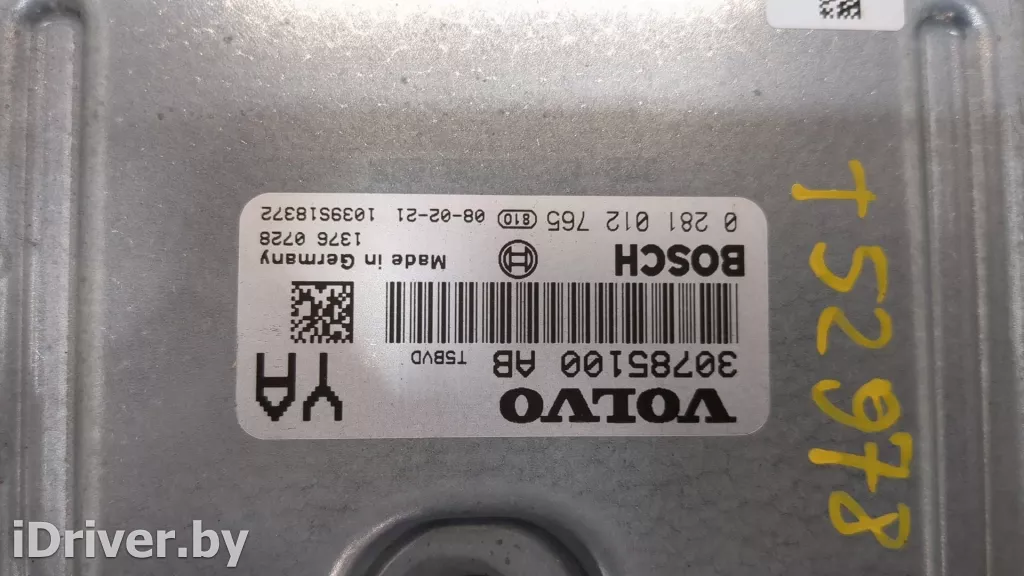 VOLVO
30785100 AB T5BVD
YA
BOSCH Made in Germany
1376 0728
0 281 012 765 810 08-02-21 1039S18372
T52978
iDriver.by